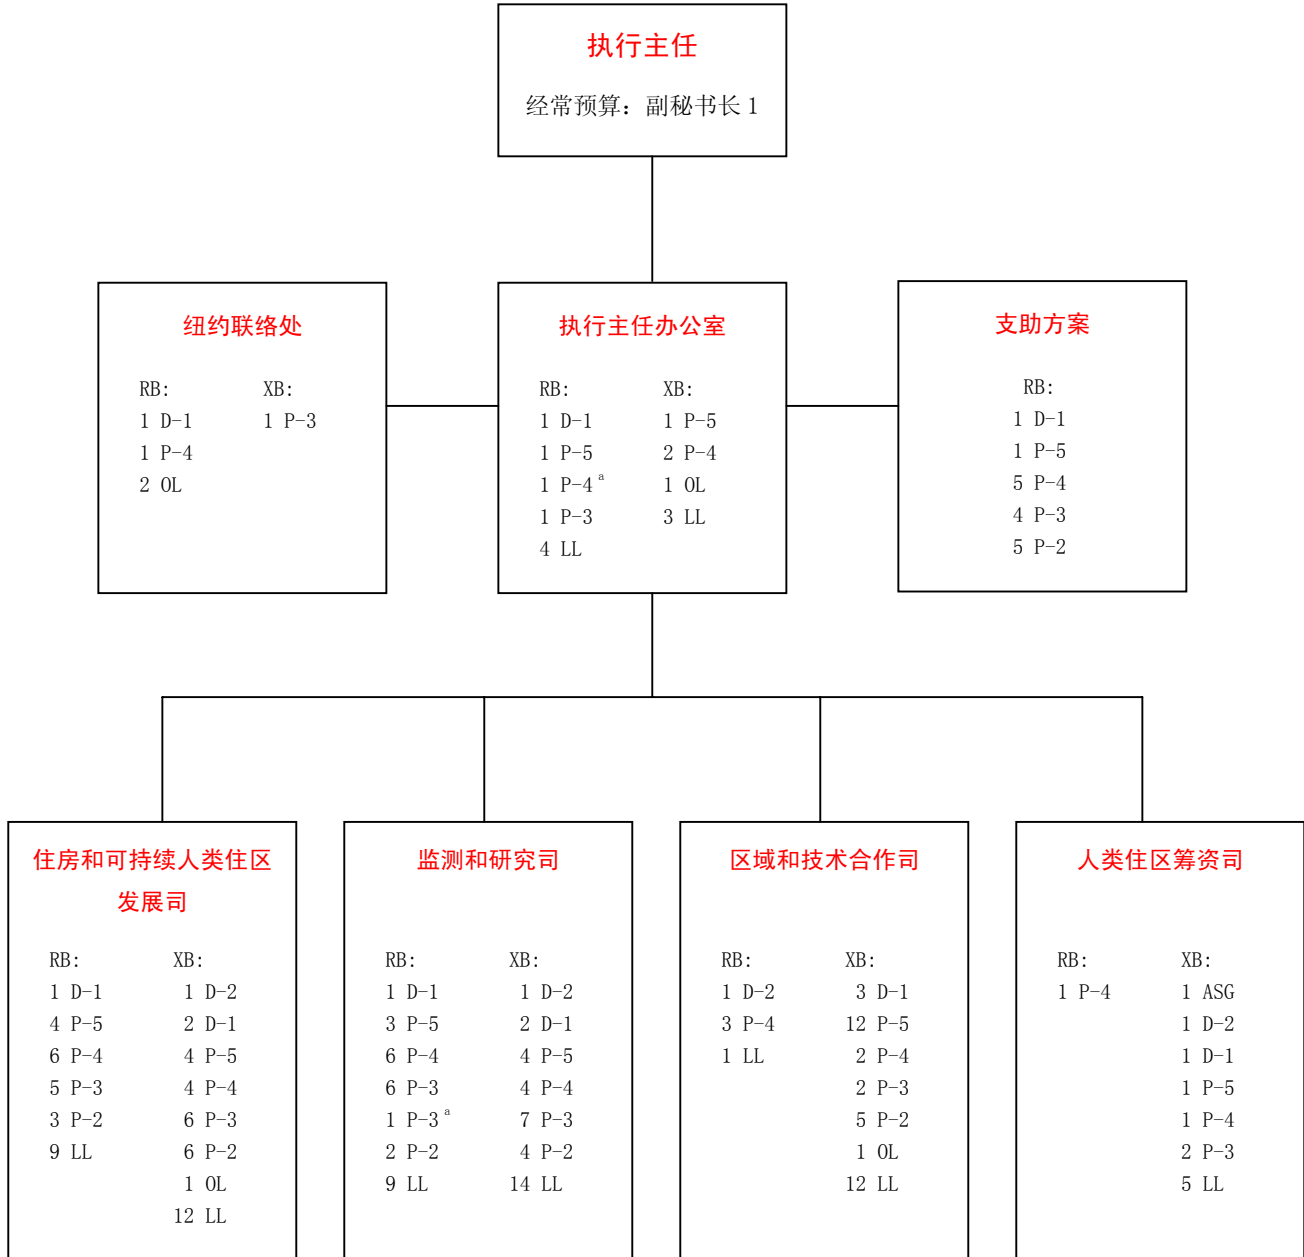 执行主任
经常预算：副秘书长 1
纽约联络处
RB: XB:
1 D-1 1 P-3
1 P-4
2 OL
执行主任办公室
RB: XB:
1 D-1 1 P-5
1 P-5 2 P-4
1 P-4ᵃ 1 OL
1 P-3 3 LL
4 LL
支助方案
RB:
1 D-1
1 P-5
5 P-4
4 P-3
5 P-2
住房和可持续人类住区
发展司
RB: XB:
1 D-1 1 D-2
4 P-5 2 D-1
6 P-4 4 P-5
5 P-3 4 P-4
3 P-2 6 P-3
9 LL 6 P-2
1 OL
12 LL
监测和研究司
RB: XB:
1 D-1 1 D-2
3 P-5 2 D-1
6 P-4 4 P-5
6 P-3 4 P-4
1 P-3ᵃ 7 P-3
2 P-2 4 P-2
9 LL 14 LL
区域和技术合作司
RB: XB:
1 D-2 3 D-1
3 P-4 12 P-5
1 LL 2 P-4
2 P-3
5 P-2
1 OL
12 LL
人类住区筹资司
RB: XB:
1 P-4 1 ASG
1 D-2
1 D-1
1 P-5
1 P-4
2 P-3
5 LL